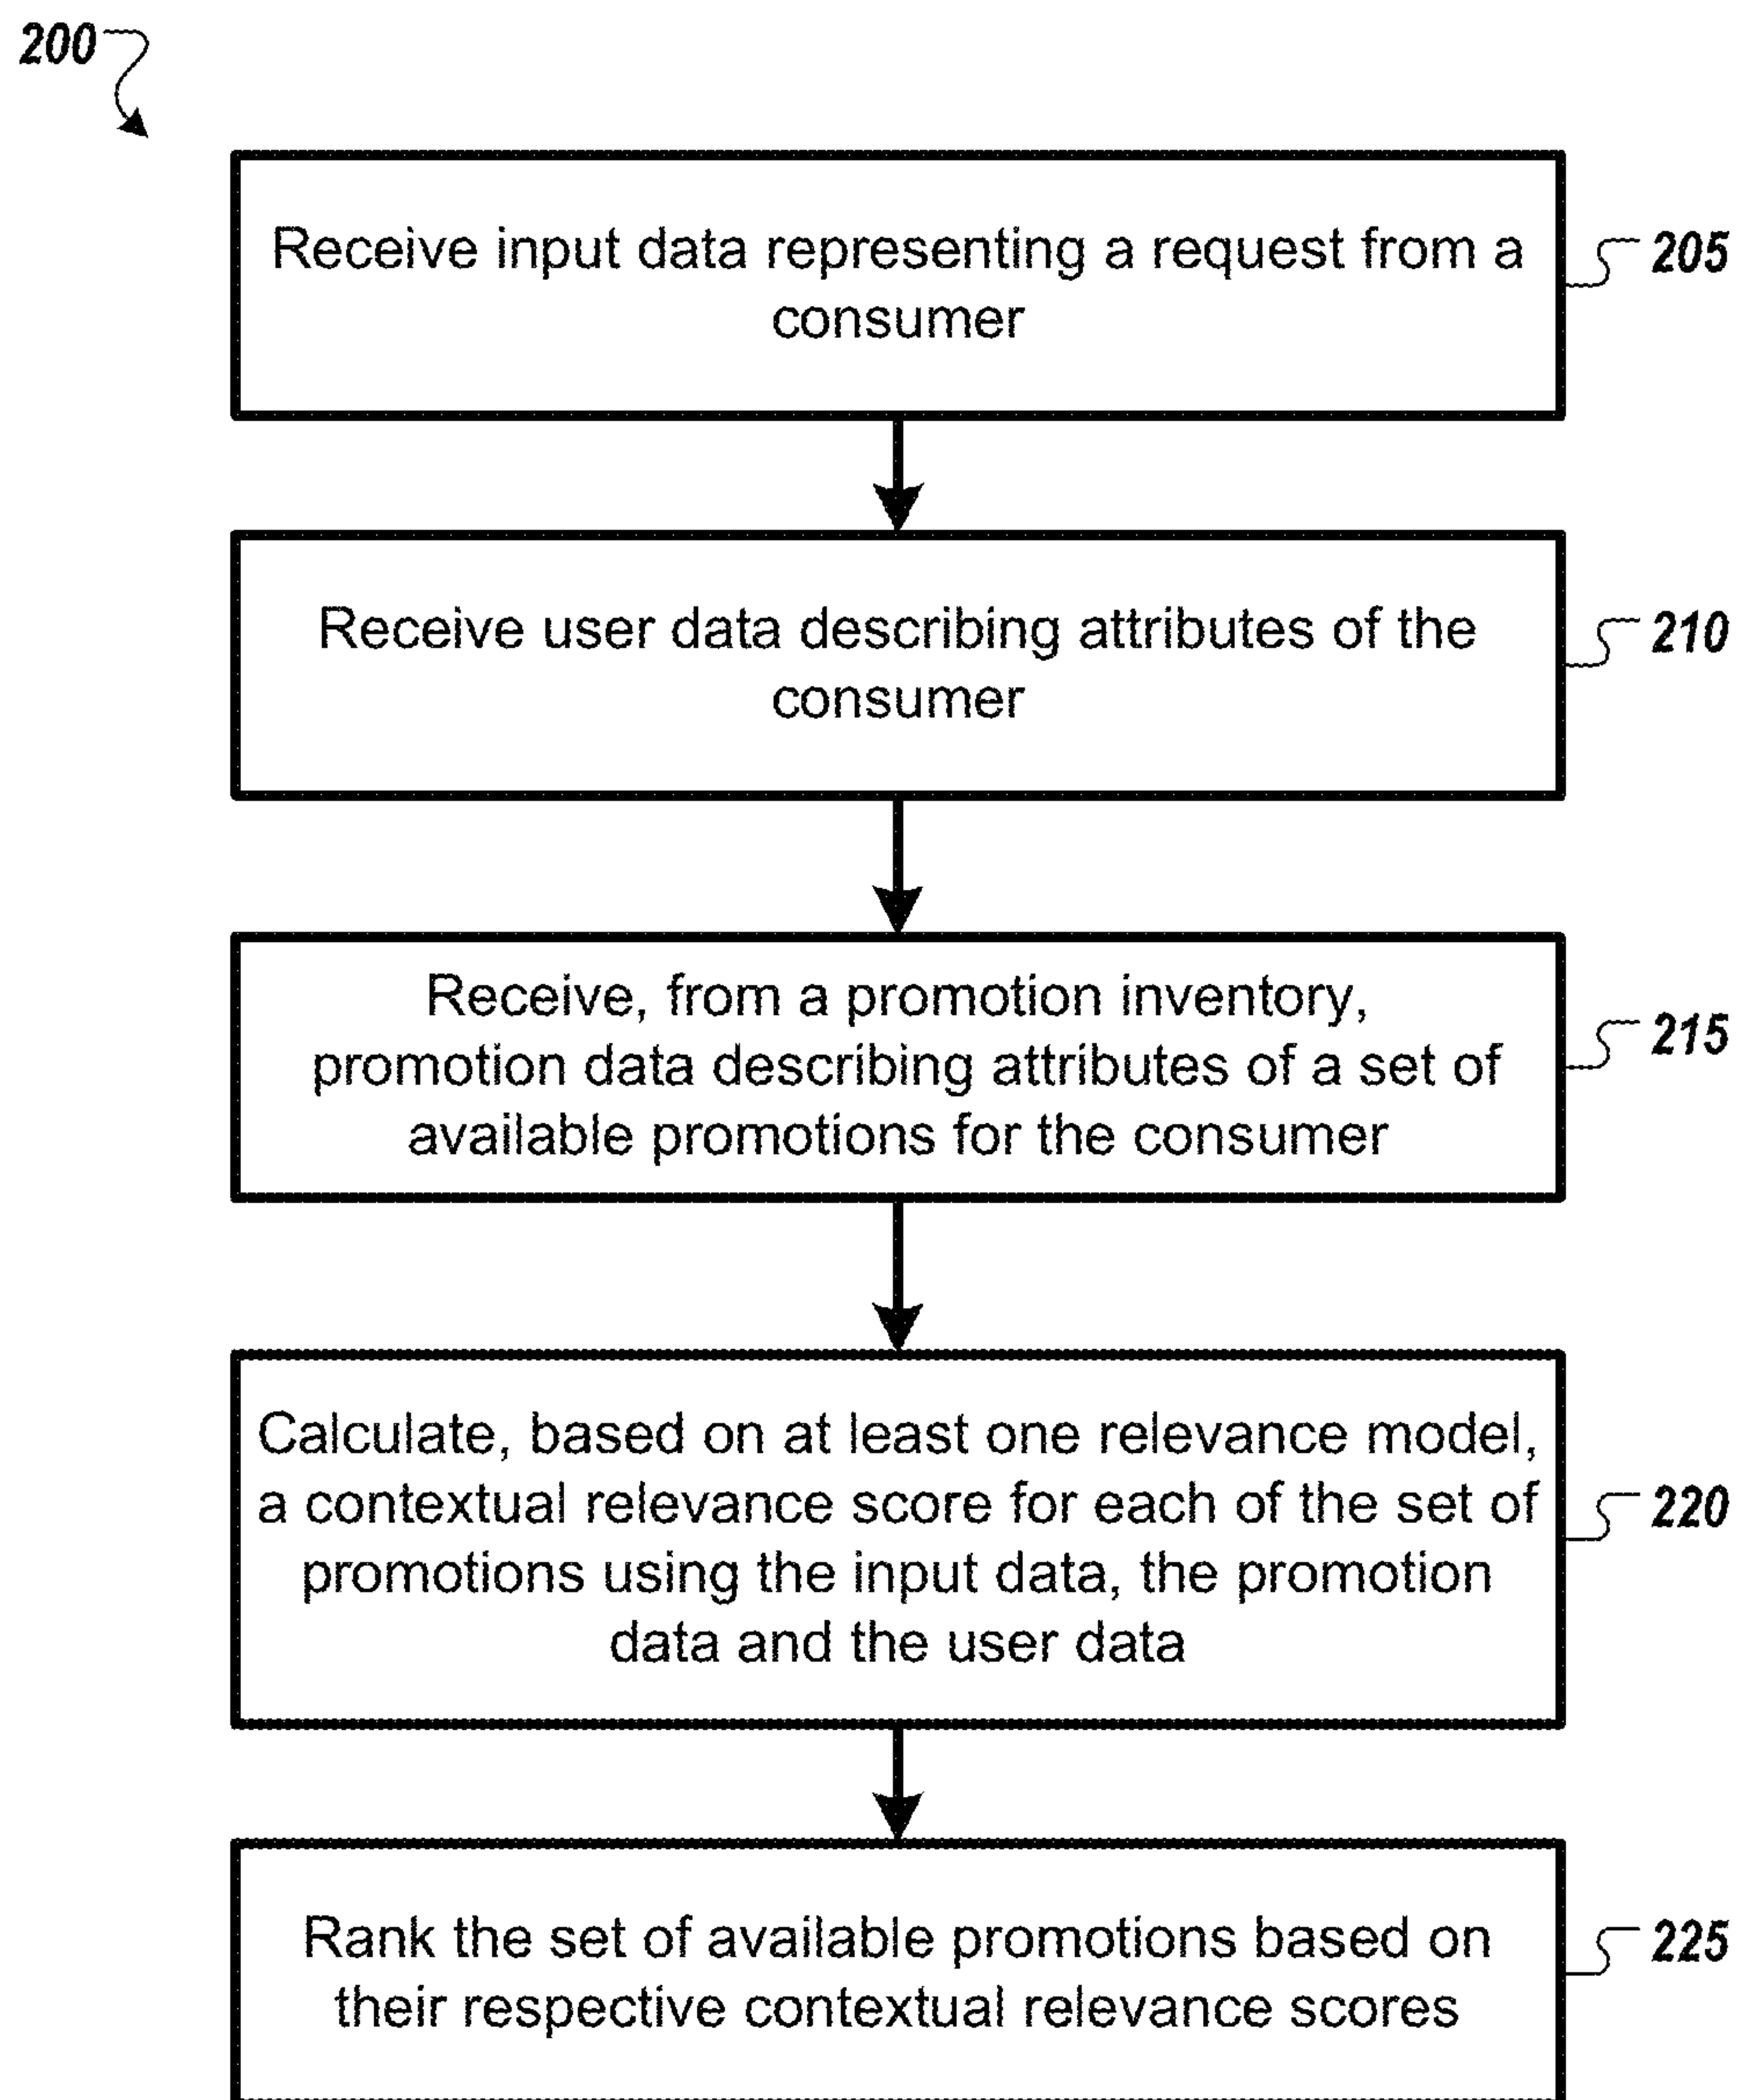 200
Receive input data representing a request from a
consumer
205
Receive user data describing attributes of the
consumer
210
Receive, from a promotion inventory,
promotion data describing attributes of a set of
available promotions for the consumer
215
Calculate, based on at least one relevance model,
a contextual relevance score for each of the set of
promotions using the input data, the promotion
data and the user data
220
Rank the set of available promotions based on
their respective contextual relevance scores
225